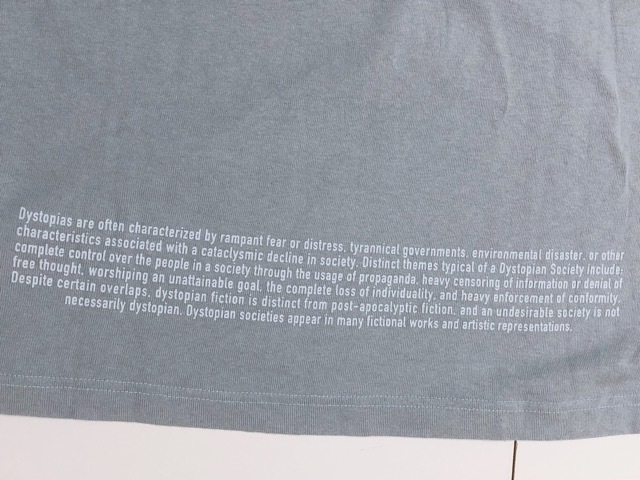 Dystopias are often characterized by rampant fear or distress, tyrannical governments, environmental disaster, or other
characteristics associated with a cataclysmic decline in society. Distinct themes typical of a Dystopian Society include:
complete control over the people in a society through the usage of propaganda, heavy censoring of information or denial of
free thought, worshiping an unattainable goal, the complete loss of individuality, and heavy enforcement of conformity.
Despite certain overlaps, dystopian fiction is distinct from post-apocalyptic fiction, and an undesirable society is not
necessarily dystopian. Dystopian societies appear in many fictional works and artistic representations.